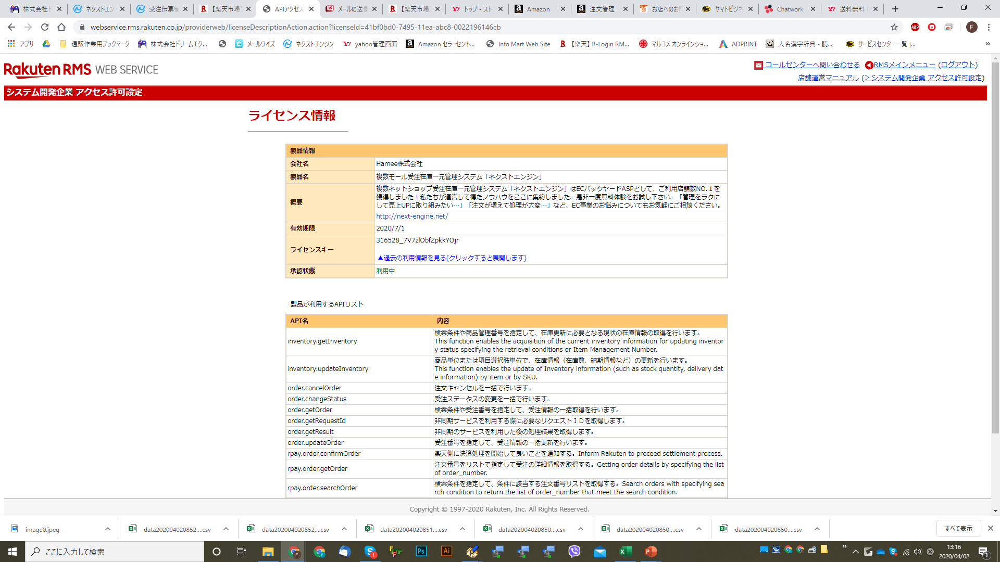 株式会社ド
ネクストエン
受注伝票管
【楽天市場】
APIアクセス
メールの送信
【楽天市場】
トップ - スト
Amazon
注文管理
お店へのお
ヤマトビジネ
Chatwork
送料無料
webservice.rms.rakuten.co.jp/providerweb/licenseDescriptionAction.action?licenseId=41bf0bd0-7495-11ea-abc8-0022196146cb
アプリ
通販作業用ブックマーク
株式会社ドリームエク...
メールワイズ
ネクストエンジン
yahoo管理画面
Amazon セラーセント...
Info Mart Web Site
【楽天】R-Login RM...
マルコメ オンラインショ...
ADPRINT
人名漢字辞典 - 読...
サービスセンター一覧 |...
Rakuten RMS WEB SERVICE
コールセンターへ問い合わせる RMSメインメニュー (ログアウト)
店舗運営マニュアル (＞システム開発企業 アクセス許可設定)
システム開発企業 アクセス許可設定
ライセンス情報
製品情報
会社名 Hamee株式会社
製品名 複数モール受注在庫一元管理システム「ネクストエンジン」
概要
複数ネットショップ受注在庫一元管理システム「ネクストエンジン」はECバックヤードASPとして、ご利用店舗数NO.１を
獲得しました！私たちが運営して得たノウハウをここに集約しました。是非一度無料体験をお試し下さい。「管理をラクに
して売上UPに取り組みたい…」「注文が増えて処理が大変…」など、EC事業のお悩みについてもお気軽にご相談ください。
http://next-engine.net/
有効期限 2020/7/1
ライセンスキー
316528_7V7zlObfZpkkYOjr
▲過去の利用情報を見る(クリックすると展開します)
承認状態 利用中
製品が利用するAPIリスト
API名 内容
inventory.getInventory
検索条件や商品管理番号を指定して、在庫更新に必要となる現状の在庫情報の取得を行います。
This function enables the acquisition of the current inventory information for updating inventor
y status specifying the retrieval conditions or Item Management Number.
inventory.updateInventory
商品単位または項目選択肢単位で、在庫情報（在庫数、納期情報など）の更新を行います。
This function enables the update of Inventory information (such as stock quantity, delivery dat
e information) by item or by SKU.
order.cancelOrder 注文キャンセルを一括で行います。
order.changeStatus 受注ステータスの変更を一括で行います。
order.getOrder 検索条件や受注番号を指定して、受注情報の一括取得を行います。
order.getRequestId 非同期サービスを利用する際に必要なリクエストＩＤを取得します。
order.getResult 非同期のサービスを利用した後の処理結果を取得します。
order.updateOrder 受注番号を指定して、受注情報の一括更新を行います。
rpay.order.confirmOrder 楽天側に決済処理を開始して良いことを通知する。Inform Rakuten to proceed settlement process.
rpay.order.getOrder
注文番号をリストで指定して受注の詳細情報を取得する。Getting order details by specifying the list
of order_number.
rpay.order.searchOrder
検索条件を指定して、条件に該当する注文番号リストを取得する。Search orders with specifying sea
rch condition to return the list of order_number that meet the search condition.
Copyright © 1997-2020 Rakuten, Inc. All Rights Reserved.
image0.jpeg
data202004020852....csv
data202004020852....csv
data202004020851....csv
data202004020850....csv
data202004020850....csv
data202004020850....csv
すべて表示
ここに入力して検索
13:16
2020/04/02